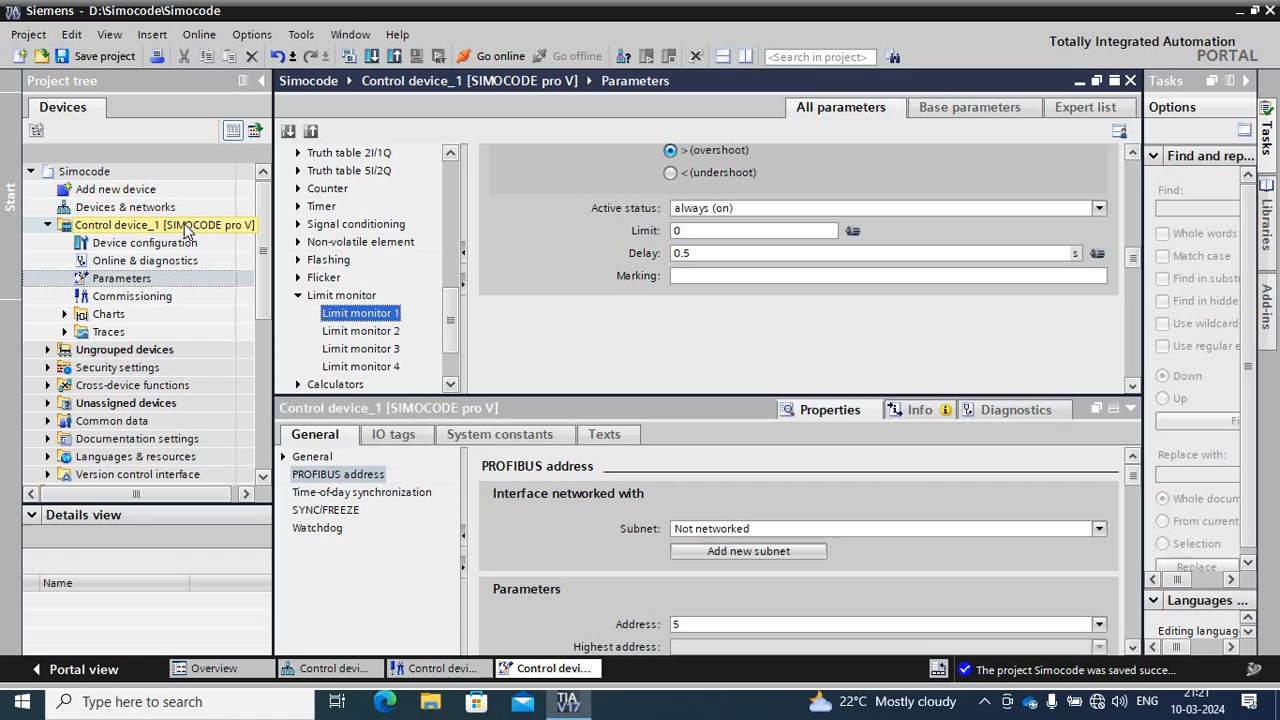 Siemens - D:\Simocode\Simocode
Project Edit View Insert Online Options Tools Window Help
Totally Integrated Automation
PORTAL
Save project
Go online
Go offline
<Search in project>
Project tree
Simocode
Control device_1 [SIMOCODE pro V]
Parameters
Tasks
Devices
All parameters
Base parameters
Expert list
Options
Simocode
Add new device
Devices & networks
Control device_1 [SIMOCODE pro V]
Device configuration
Online & diagnostics
Parameters
Commissioning
Charts
Traces
Ungrouped devices
Security settings
Cross-device functions
Unassigned devices
Common data
Documentation settings
Languages & resources
Version control interface
Details view
Name
Truth table 2I/1Q
Truth table 5I/2Q
Counter
Timer
Signal conditioning
Non-volatile element
Flashing
Flicker
Limit monitor
Limit monitor 1
Limit monitor 2
Limit monitor 3
Limit monitor 4
Calculators
> (overshoot)
< (undershoot)
Active status: always (on)
Limit: 0
Delay: 0.5 s
Marking:
Control device_1 [SIMOCODE pro V]
Properties
Info
Diagnostics
General
IO tags
System constants
Texts
General
PROFIBUS address
Time-of-day synchronization
SYNC/FREEZE
Watchdog
PROFIBUS address
Interface networked with
Subnet: Not networked
Add new subnet
Parameters
Address: 5
Highest address:
Find and rep...
Search for:
Whole words
Match case
Find in subst
Find in hidde
Use wildcard
Use regular e
Down
Up
Fi
Replace with:
Whole docum
From current
Selection
Replace
Languages ...
Editing languag
Tasks
Libraries
Add-ins
Start
Portal view
Overview
Control devi...
Control devi...
Control devi...
The project Simocode was saved succe...
Type here to search
TIA
V17
22°C Mostly cloudy
ENG
21:21
10-03-2024